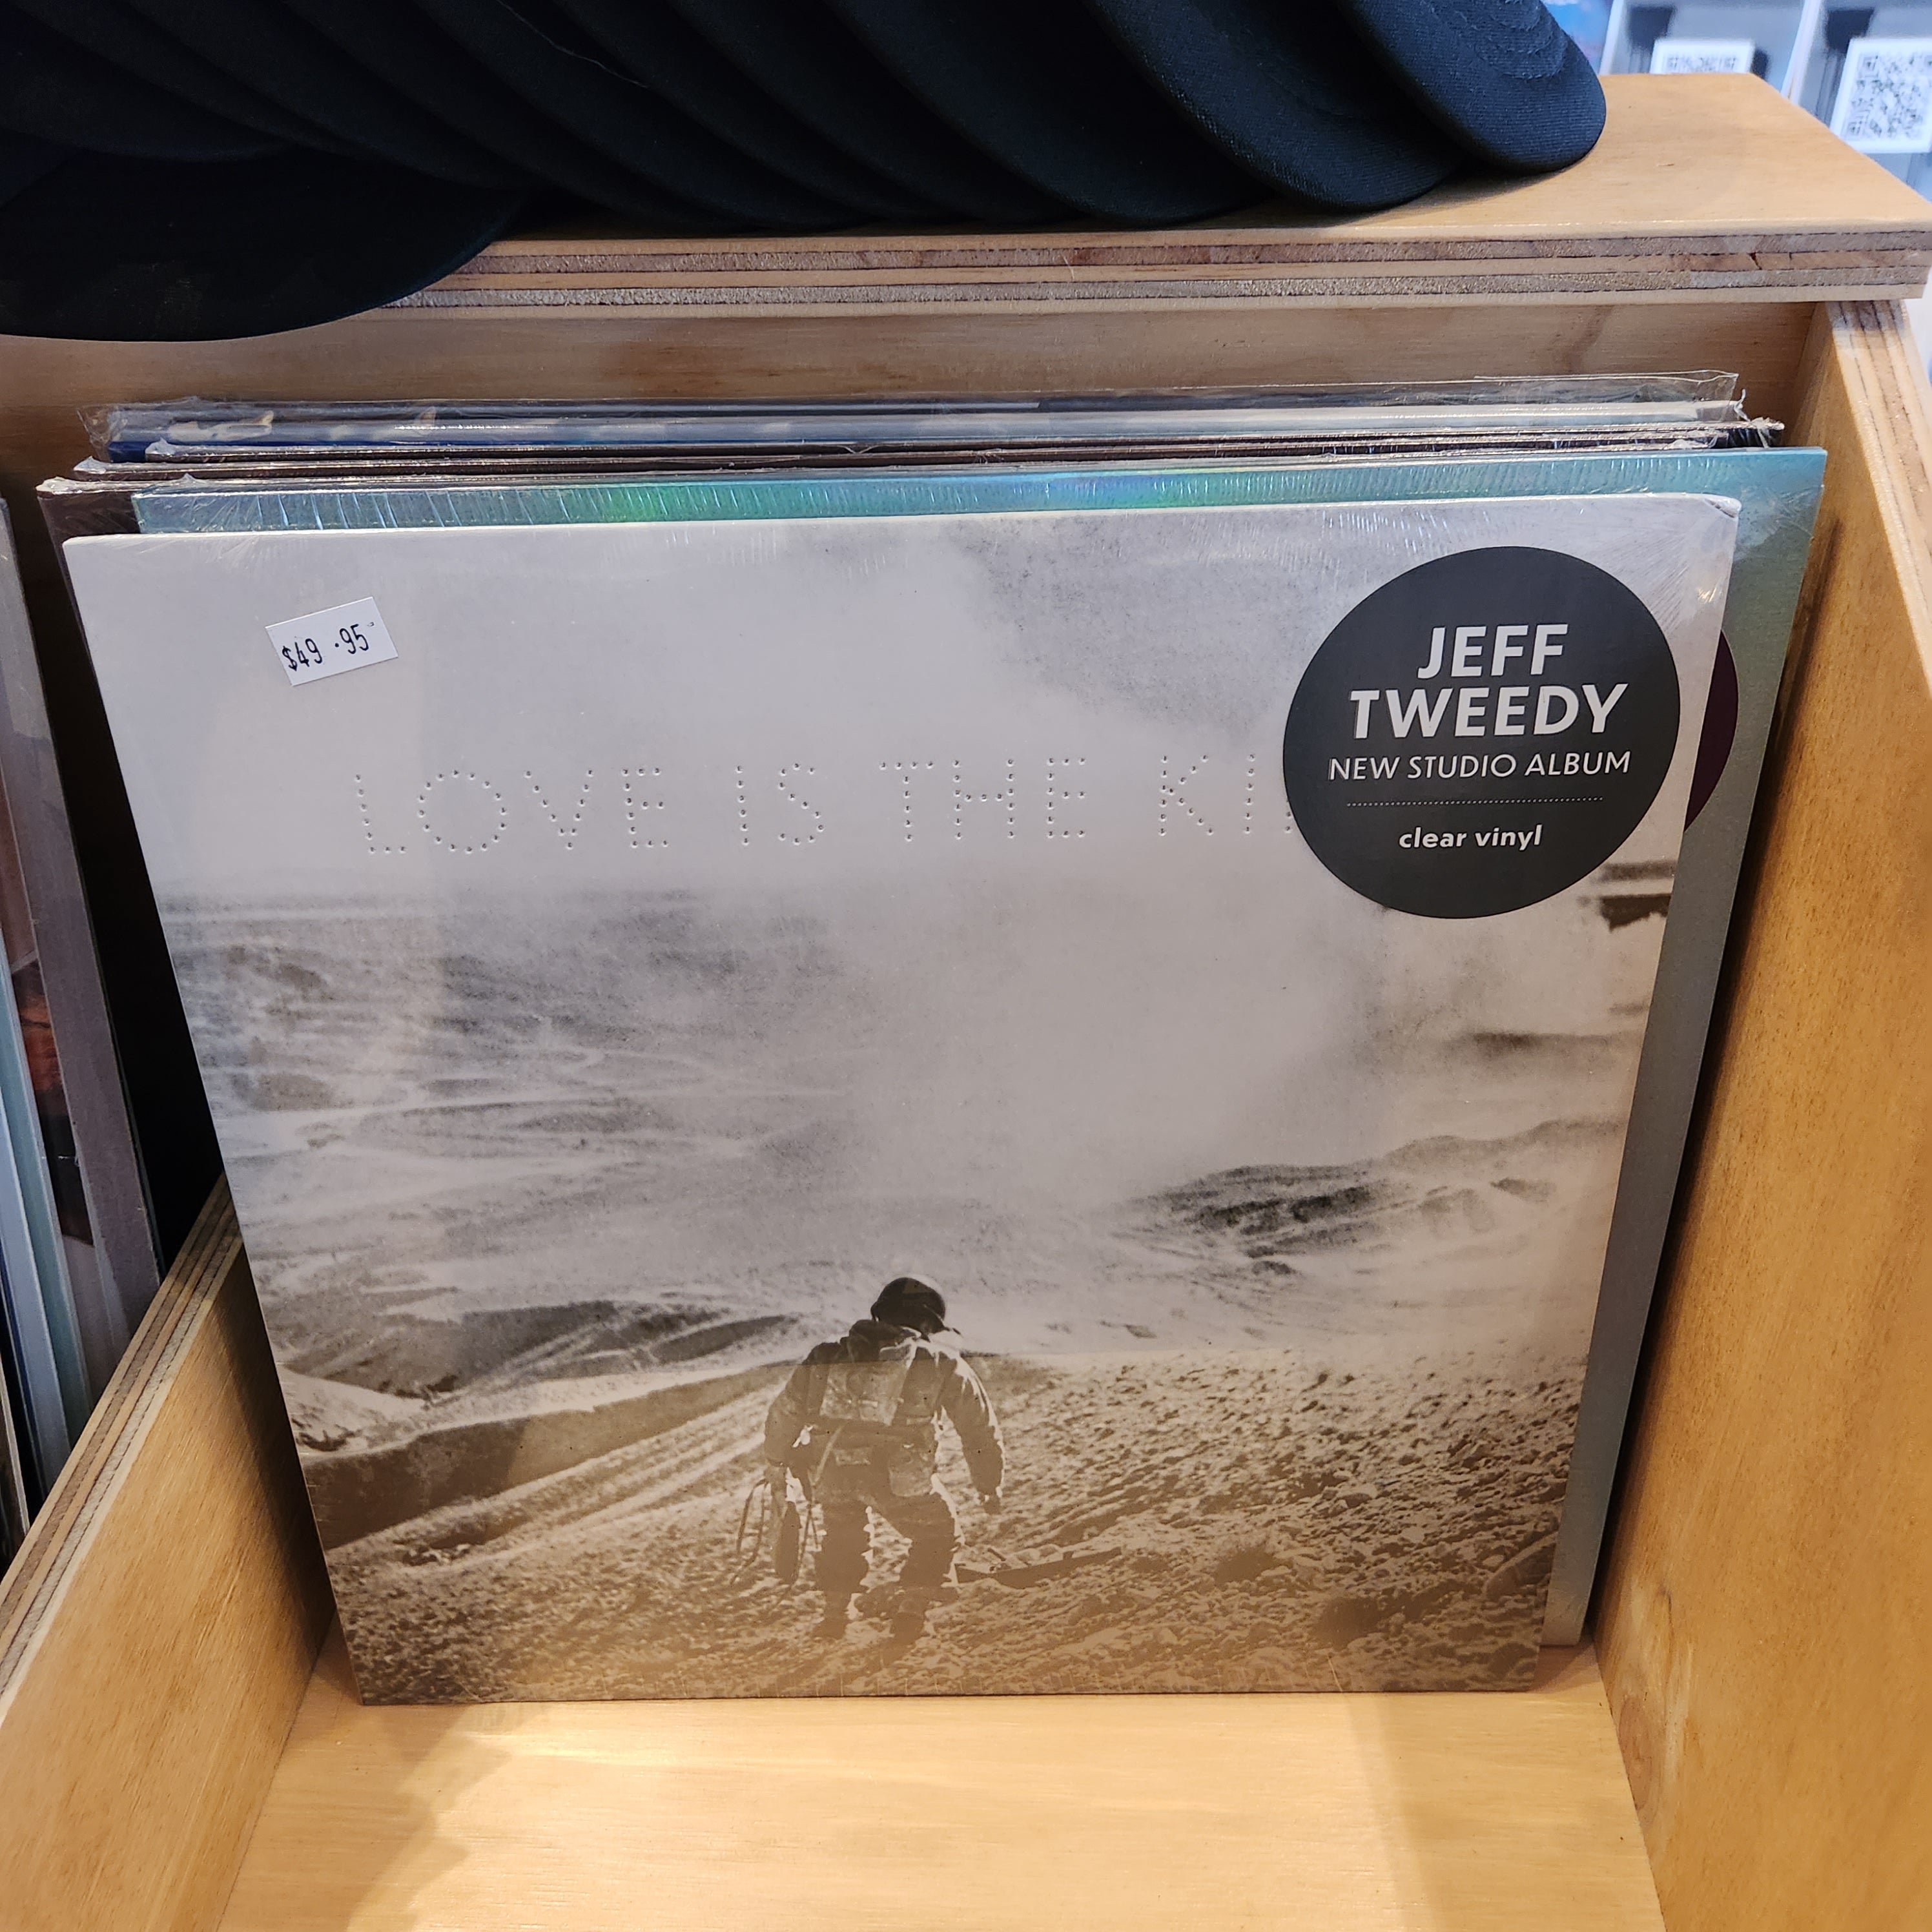 $49.95
LOVE IS THE KI
JEFF
TWEEDY
NEW STUDIO ALBUM
clear vinyl